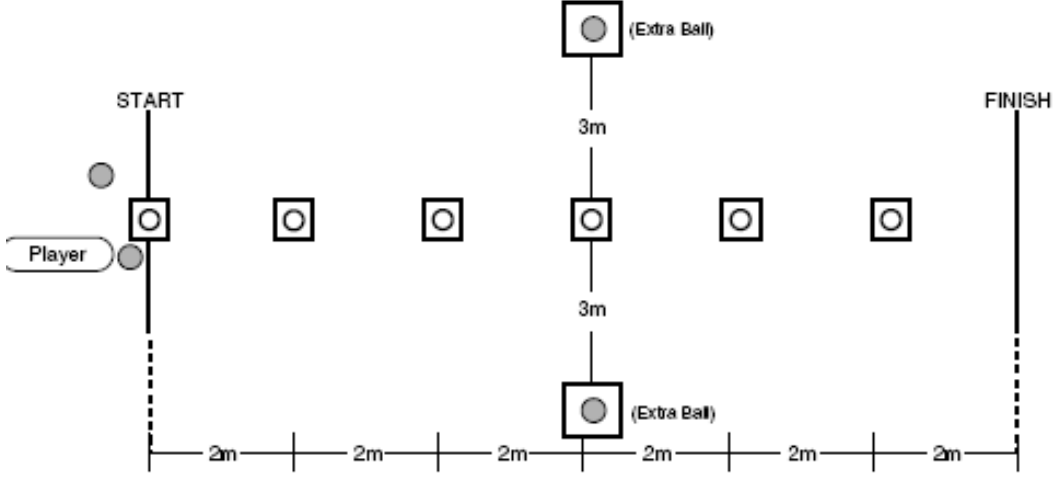 (Extra Ball)
START
FINISH
3m
Player
3m
(Extra Ball)
2m
2m
2m
2m
2m
2m